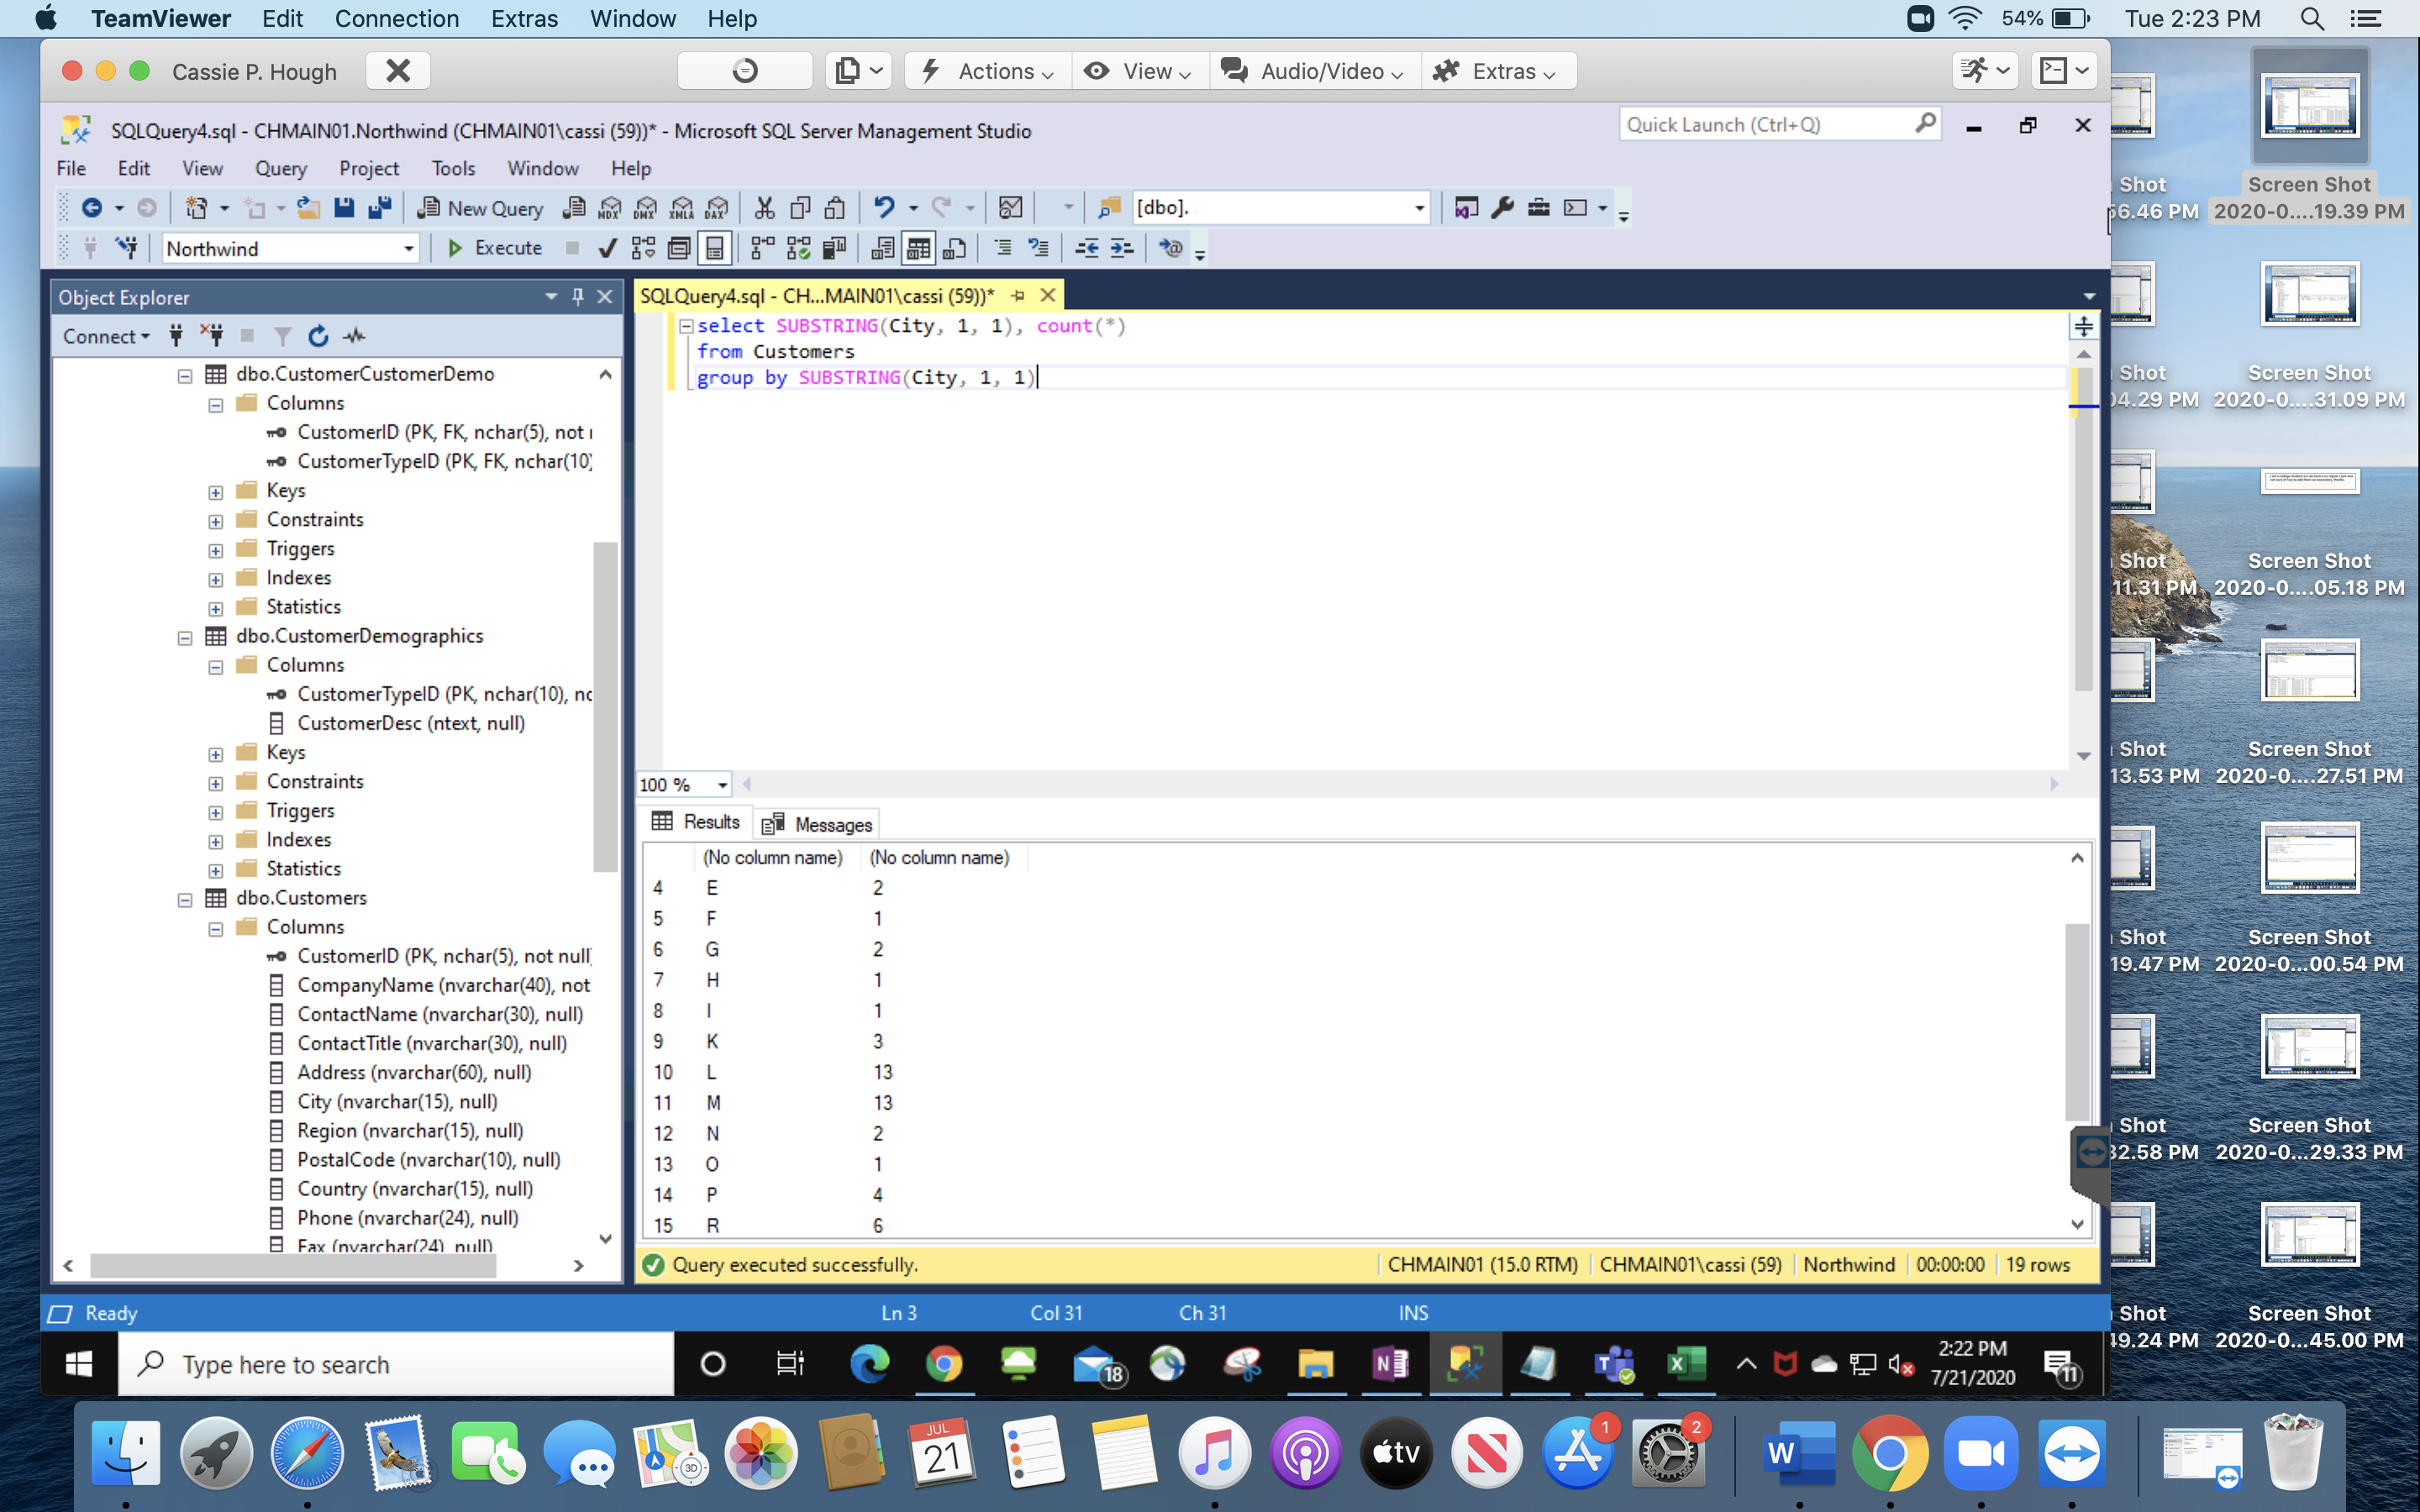 TeamViewer Edit Connection Extras Window Help 54% Tue 2:23 PM
Cassie P. Hough Actions View Audio/Video Extras
SQLQuery4.sql - CHMAIN01.Northwind (CHMAIN01\cassi (59))* - Microsoft SQL Server Management Studio Quick Launch (Ctrl+Q)
File Edit View Query Project Tools Window Help
New Query MDX DMX XMLA DAX [dbo].
Northwind Execute
Object Explorer
Connect
dbo.CustomerCustomerDemo
Columns
CustomerID (PK, FK, nchar(5), not
CustomerTypeID (PK, FK, nchar(10)
Keys
Constraints
Triggers
Indexes
Statistics
dbo.CustomerDemographics
Columns
CustomerTypeID (PK, nchar(10), nc
CustomerDesc (ntext, null)
Keys
Constraints
Triggers
Indexes
Statistics
dbo.Customers
Columns
CustomerID (PK, nchar(5), not null
CompanyName (nvarchar(40), not
ContactName (nvarchar(30), null)
ContactTitle (nvarchar(30), null)
Address (nvarchar(60), null)
City (nvarchar(15), null)
Region (nvarchar(15), null)
PostalCode (nvarchar(10), null)
Country (nvarchar(15), null)
Phone (nvarchar(24), null)
Fax (nvarchar(24), null)
SQLQuery4.sql - CH...MAIN01\cassi (59))*
select SUBSTRING(City, 1, 1), count(*)
from Customers
group by SUBSTRING(City, 1, 1)
100 %
Results Messages
(No column name) (No column name)
4 E 2
5 F 1
6 G 2
7 H 1
8 I 1
9 K 3
10 L 13
11 M 13
12 N 2
13 O 1
14 P 4
15 R 6
Query executed successfully. CHMAIN01 (15.0 RTM) CHMAIN01\cassi (59) Northwind 00:00:00 19 rows
Ready Ln 3 Col 31 Ch 31 INS
Type here to search 18 2:22 PM
7/21/2020 11
Shot Screen Shot
56.46 PM 2020-0....19.39 PM
Shot Screen Shot
04.29 PM 2020-0....31.09 PM
Shot Screen Shot
11.31 PM 2020-0....05.18 PM
Shot Screen Shot
13.53 PM 2020-0....27.51 PM
Shot Screen Shot
19.47 PM 2020-0...00.54 PM
Shot Screen Shot
32.58 PM 2020-0...29.33 PM
Shot Screen Shot
49.24 PM 2020-0...45.00 PM
JUL
21
3D
tv
1
2
W